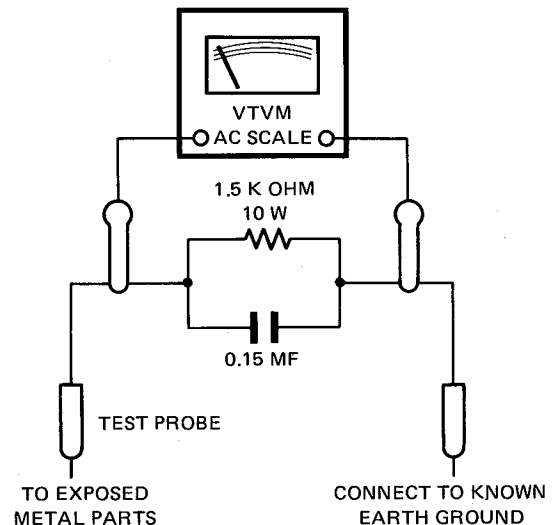 VTVM
AC SCALE
1.5 K OHM
10 W
0.15 MF
TEST PROBE
TO EXPOSED
METAL PARTS
CONNECT TO KNOWN
EARTH GROUND